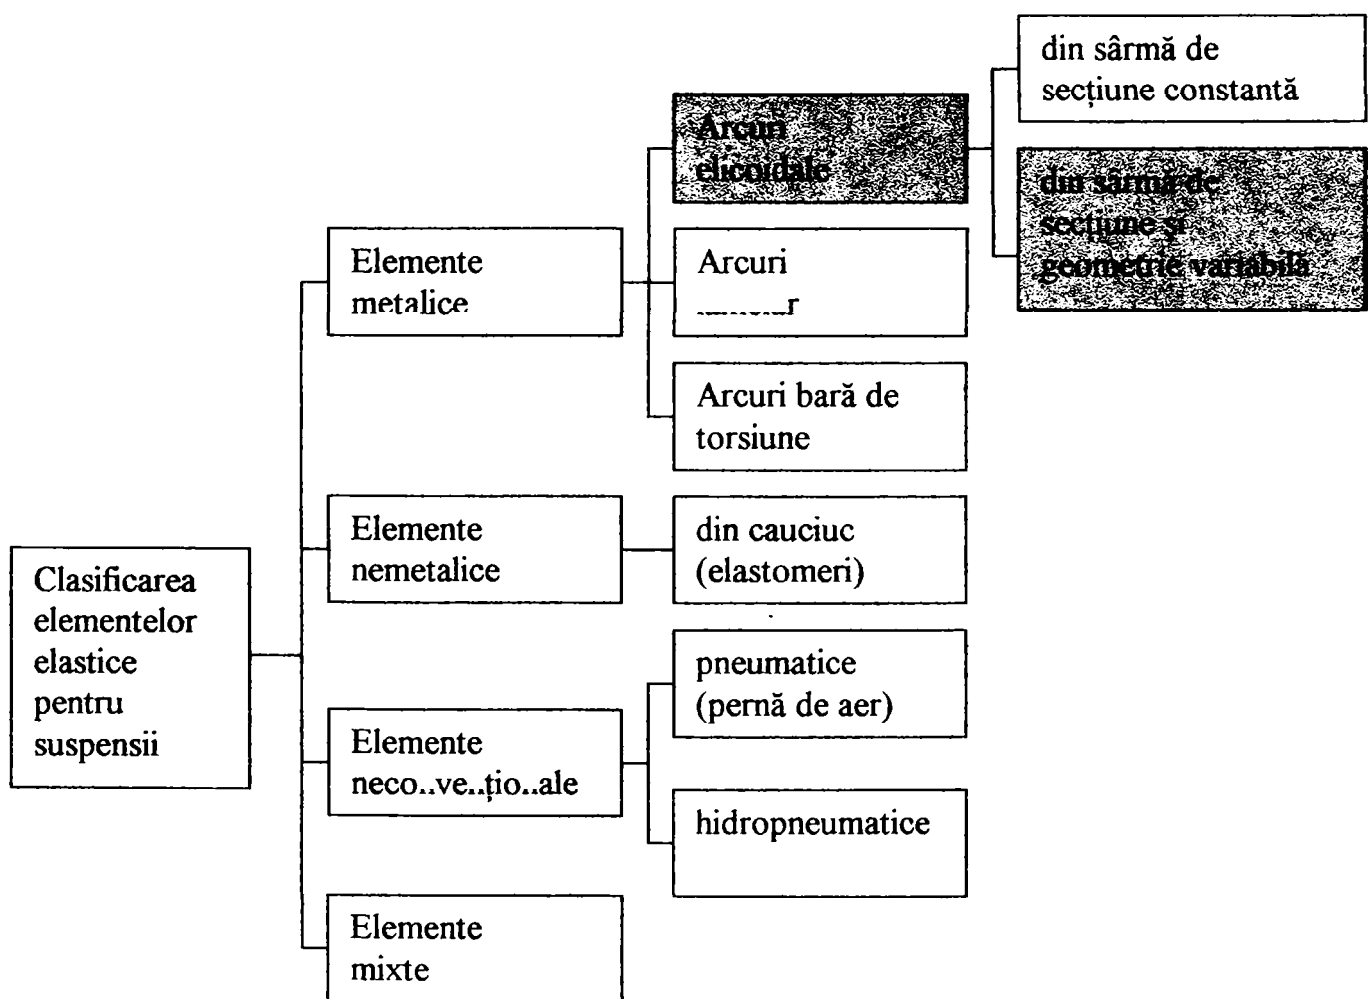 Clasificarea
elementelor
elastice
pentru
suspensii
Elemente
metalice
Arcuri
elicoidale
din sârmă de
secțiune constantă
din sârmă de
secțiune și
geometrie variabilă
Arcuri
Arcuri bară de
torsiune
Elemente
nemetalice
din cauciuc
(elastomeri)
Elemente
pneumatice
(pernă de aer)
hidropneumatice
Elemente
mixte